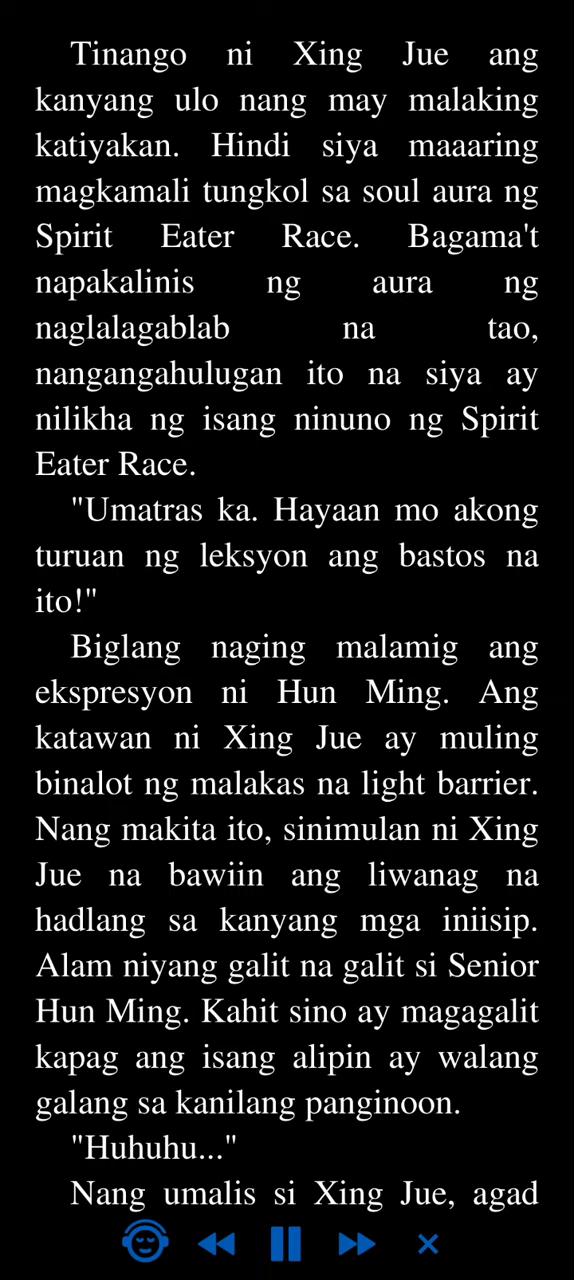 Tinango ni Xing Jue ang
kanyang ulo nang may malaking
katiyakan. Hindi siya maaaring
magkamali tungkol sa soul aura ng
Spirit Eater Race. Bagama't
napakalinis ng aura ng
naglalagablab na tao,
nangangahulugan ito na siya ay
nilikha ng isang ninuno ng Spirit
Eater Race.
"Umatras ka. Hayaan mo akong
turuan ng leksyon ang bastos na
ito!"
Biglang naging malamig ang
ekspresyon ni Hun Ming. Ang
katawan ni Xing Jue ay muling
binalot ng malakas na light barrier.
Nang makita ito, sinimulan ni Xing
Jue na bawiin ang liwanag na
hadlang sa kanyang mga iniisip.
Alam niyang galit na galit si Senior
Hun Ming. Kahit sino ay magagalit
kapag ang isang alipin ay walang
galang sa kanilang panginoon.
"Huhuhu..."
Nang umalis si Xing Jue, agad